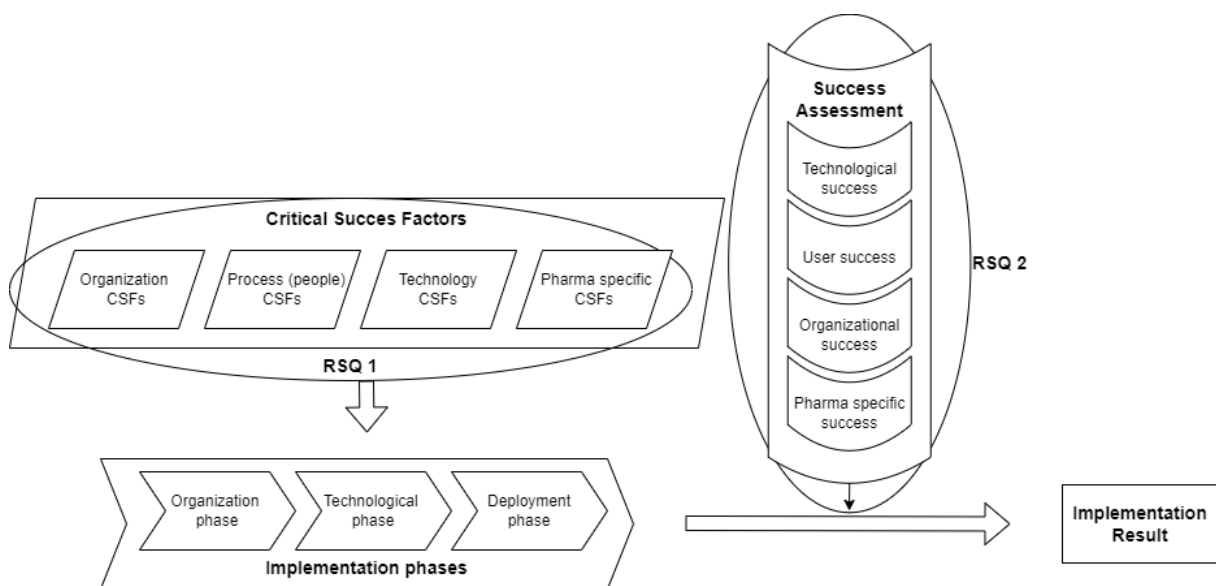 Success
Assessment
Technological
success
User success
Organizational
success
Pharma specific
success
RSQ 2
Critical Succes Factors
Organization
CSFs
Process (people)
CSFs
Technology
CSFs
Pharma specific
CSFs
RSQ 1
Organization
phase
Technological
phase
Deployment
phase
Implementation phases
Implementation
Result